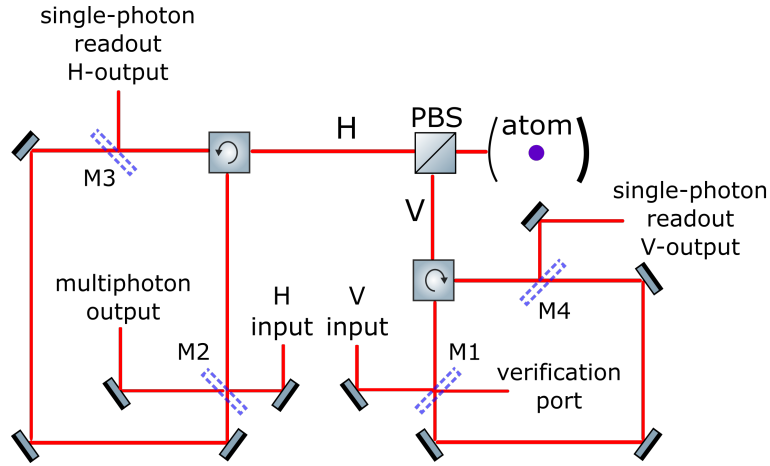 single-photon
readout
H-output
M3
H
PBS
atom
V
single-photon
readout
V-output
M4
multiphoton
output
M2
H
input
V
input
M1
verification
port